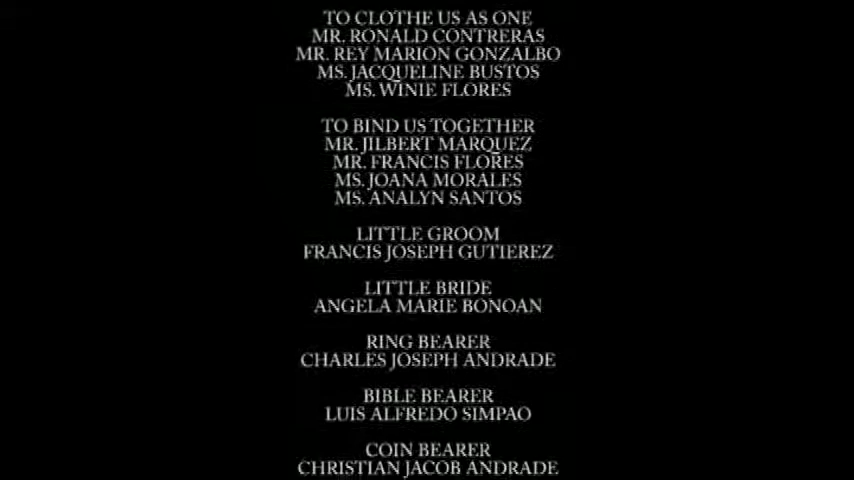 TO CLOTHE US AS ONE
MR. RONALD CONTRERAS
MR. REY MARION GONZALBO
MS. JACQUELINE BUSTOS
MS. WINIE FLORES
TO BIND US TOGETHER
MR. JILBERT MARQUEZ
MR. FRANCIS FLORES
MS. JOANA MORALES
MS. ANALYN SANTOS
LITTLE GROOM
FRANCIS JOSEPH GUTIEREZ
LITTLE BRIDE
ANGELA MARIE BONOAN
RING BEARER
CHARLES JOSEPH ANDRADE
BIBLE BEARER
LUIS ALFREDO SIMPAO
COIN BEARER
CHRISTIAN JACOB ANDRADE